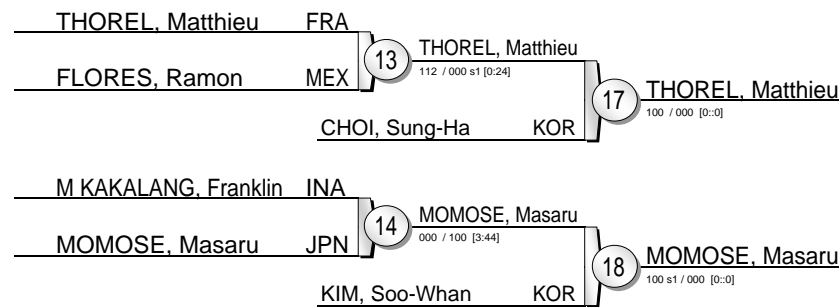 THOREL, Matthieu FRA
13
THOREL, Matthieu
112 / 000 s1 [0:24]
FLORES, Ramon MEX
17
THOREL, Matthieu
100 / 000 [0::0]
CHOI, Sung-Ha KOR
M KAKALANG, Franklin INA
14
MOMOSE, Masaru
000 / 100 [3:44]
MOMOSE, Masaru JPN
18
MOMOSE, Masaru
100 s1 / 000 [0::0]
KIM, Soo-Whan KOR